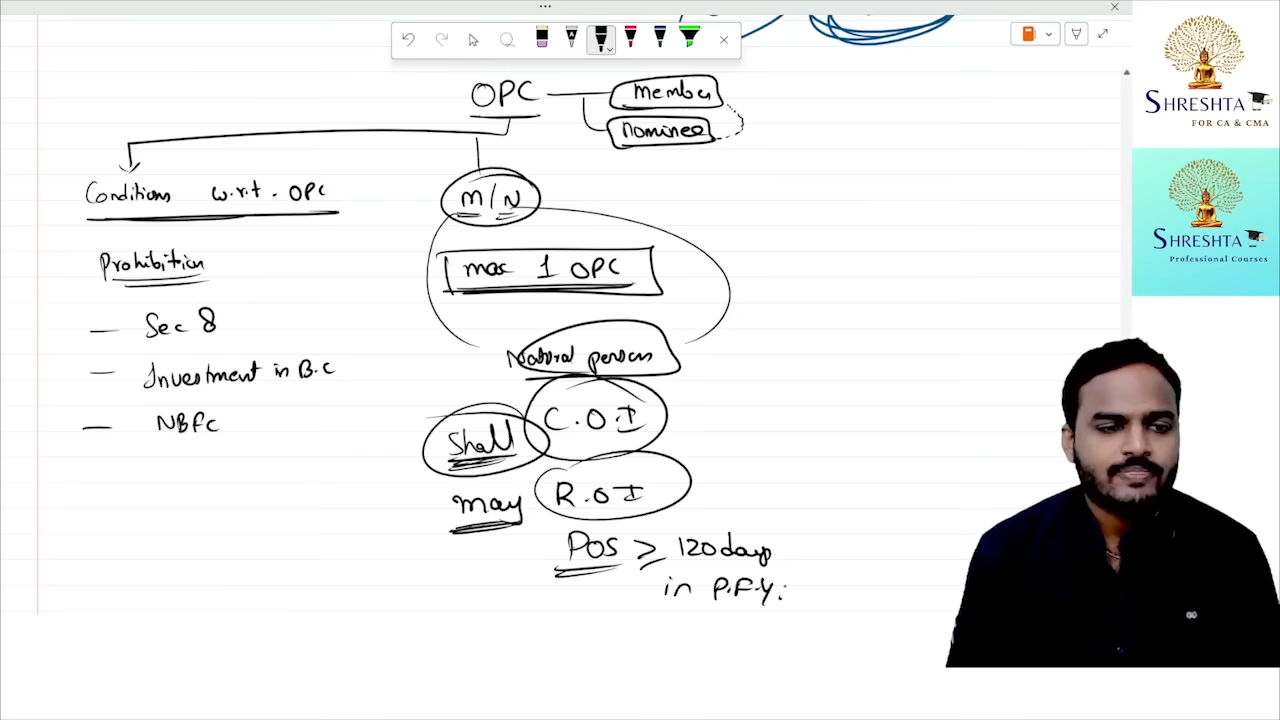 OPC
member
nominee
Conditions w.r.t. OPC
M/N
Prohibition
max 1 OPC
— Sec 8
Natural person
— Investment in B.C
C.O.I
— NBFC
Shall
R.O.I
may
POS ≥ 120 days
in P.F.Y.
SHRESHTA
FOR CA & CMA
SHRESHTA
Professional Courses